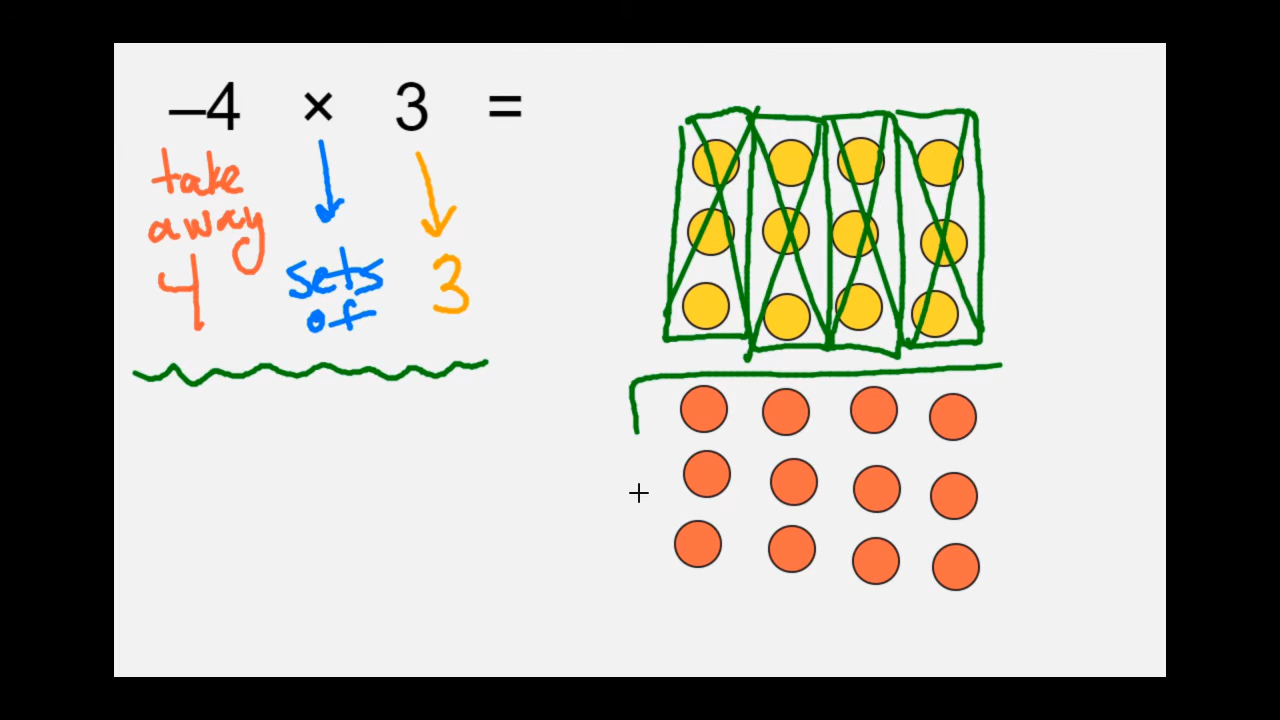 –4 × 3 =
take
away
4
sets
of
3